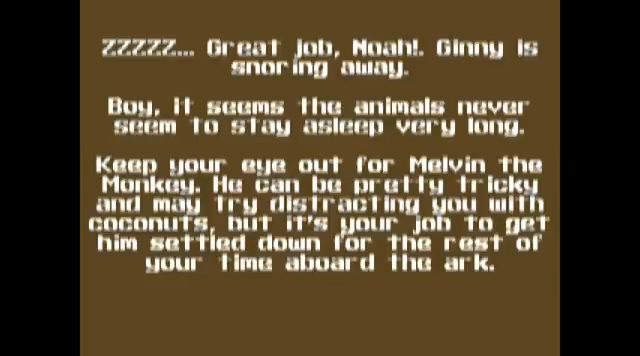 ZZZZZ... Great job, Noah!. Ginny is
snoring away.
Boy, it seems the animals never
seem to stay asleep very long.
Keep your eye out for Melvin the
Monkey. He can be pretty tricky
and may try distracting you with
coconuts, but it's your job to get
him settled down for the rest of
your time aboard the ark.